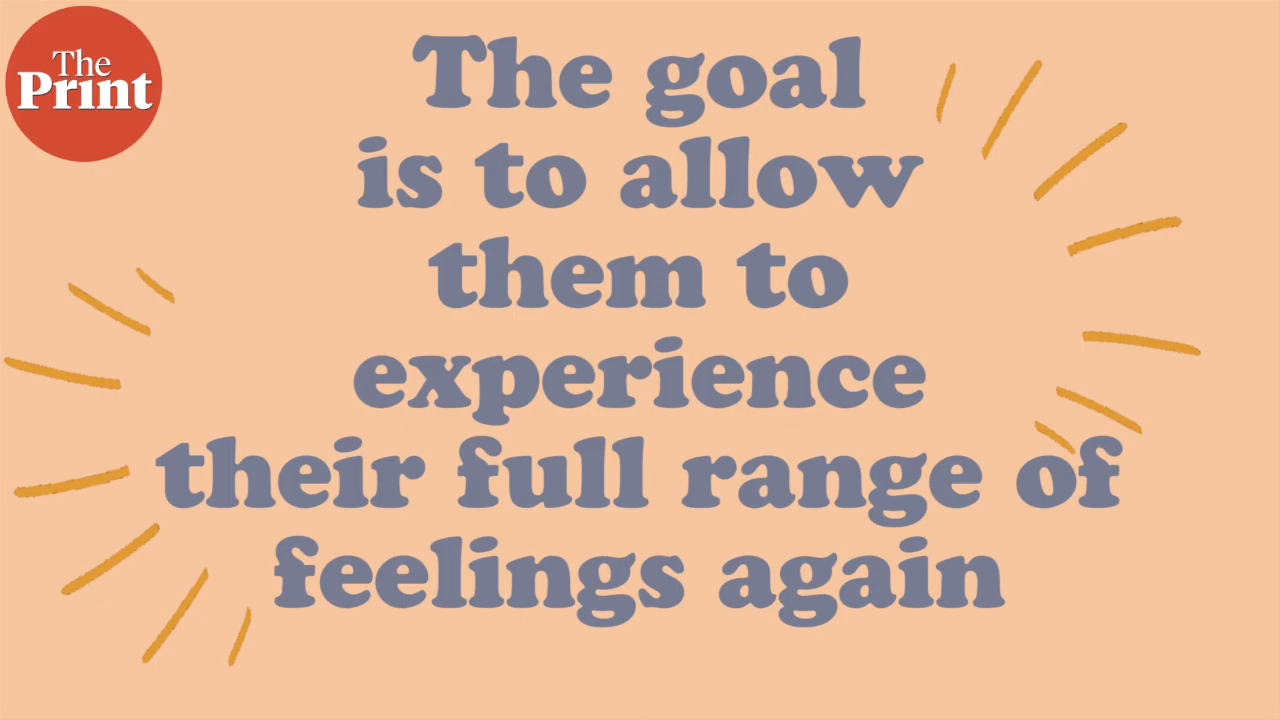 The
Print
The goal
is to allow
them to
experience
their full range of
feelings again